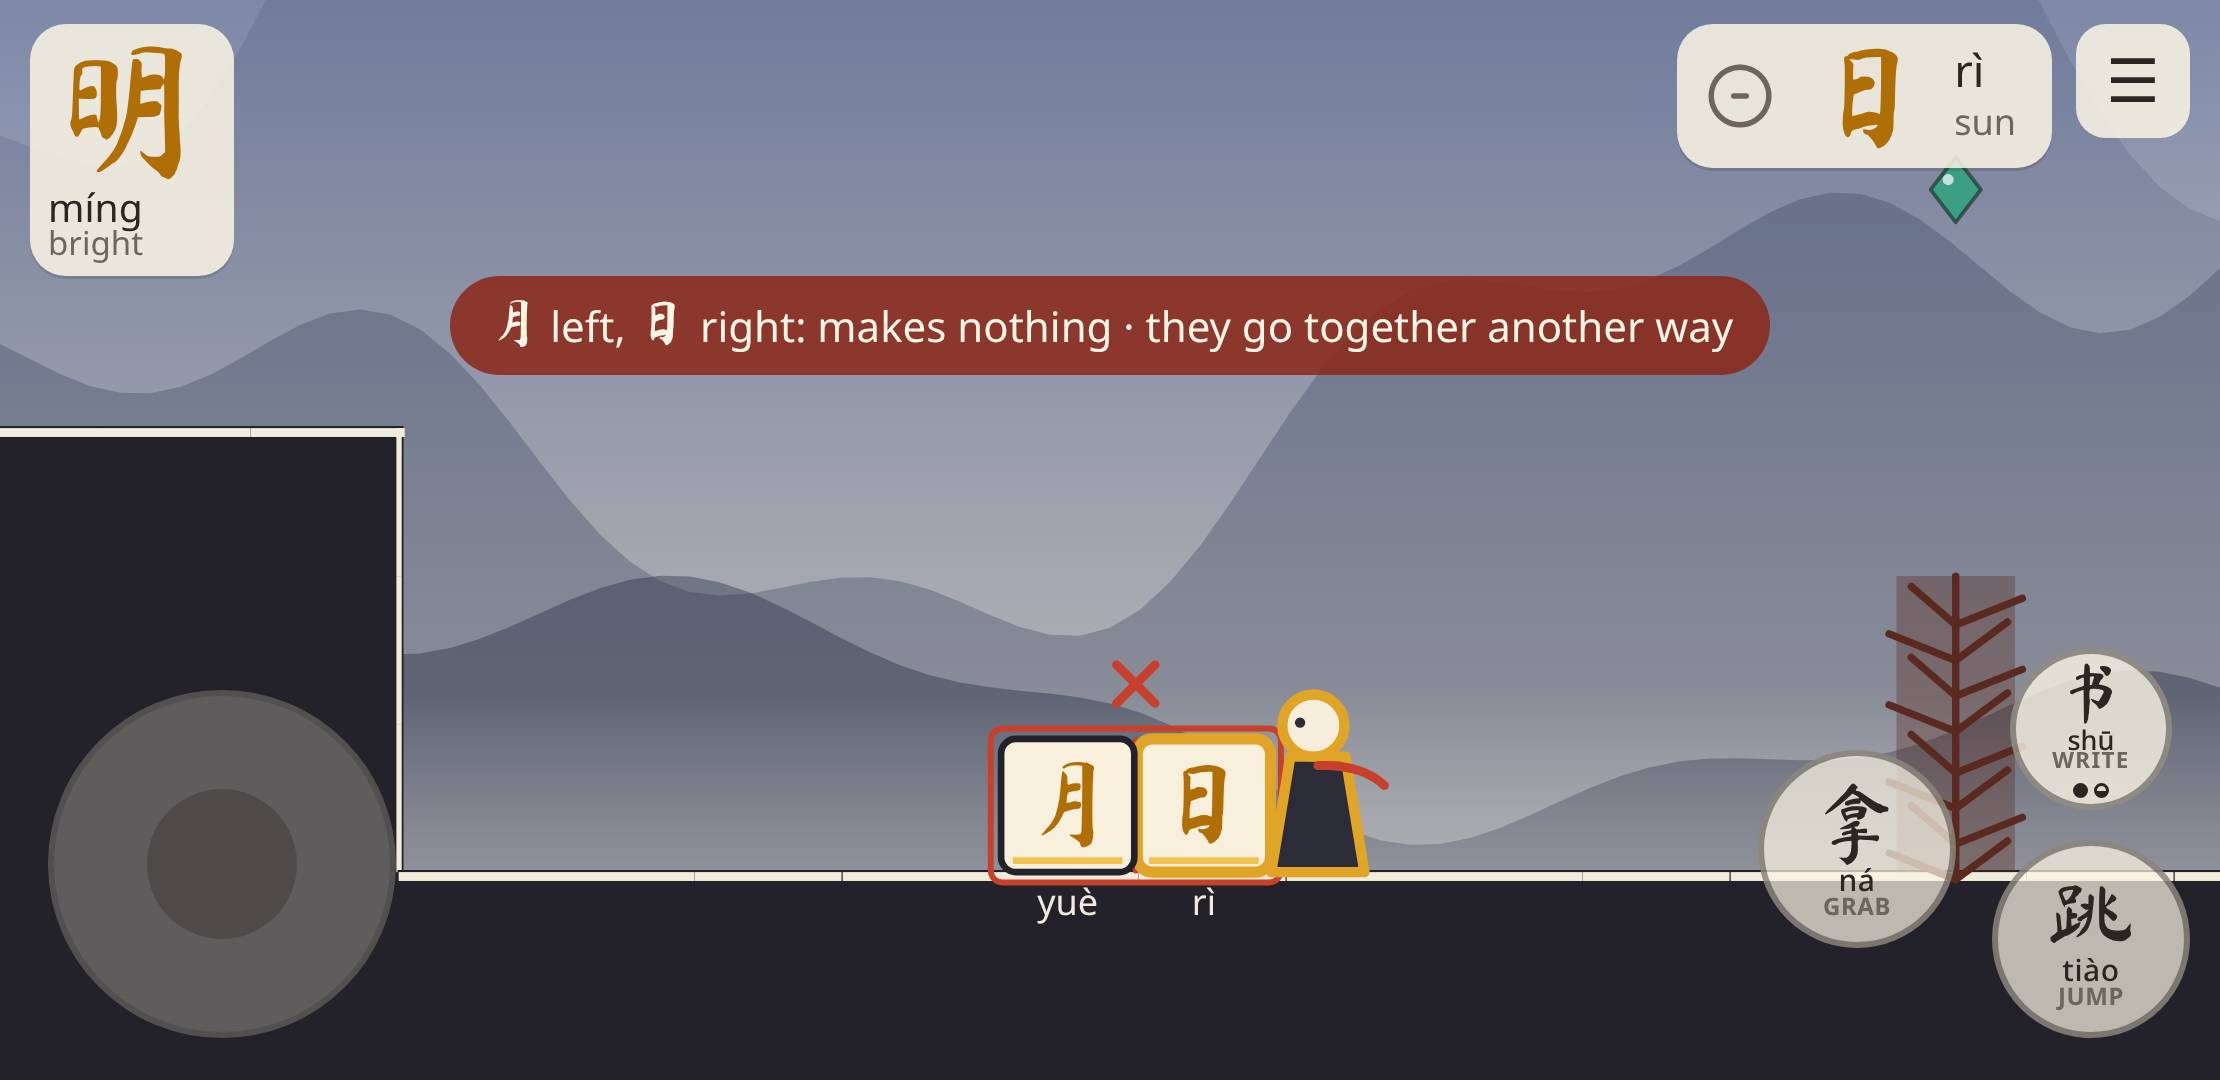 明
míng
bright
日
rì
sun
月 left, 日 right: makes nothing · they go together another way
月
日
yuè
rì
书
shū
WRITE
拿
ná
GRAB
跳
tiào
JUMP